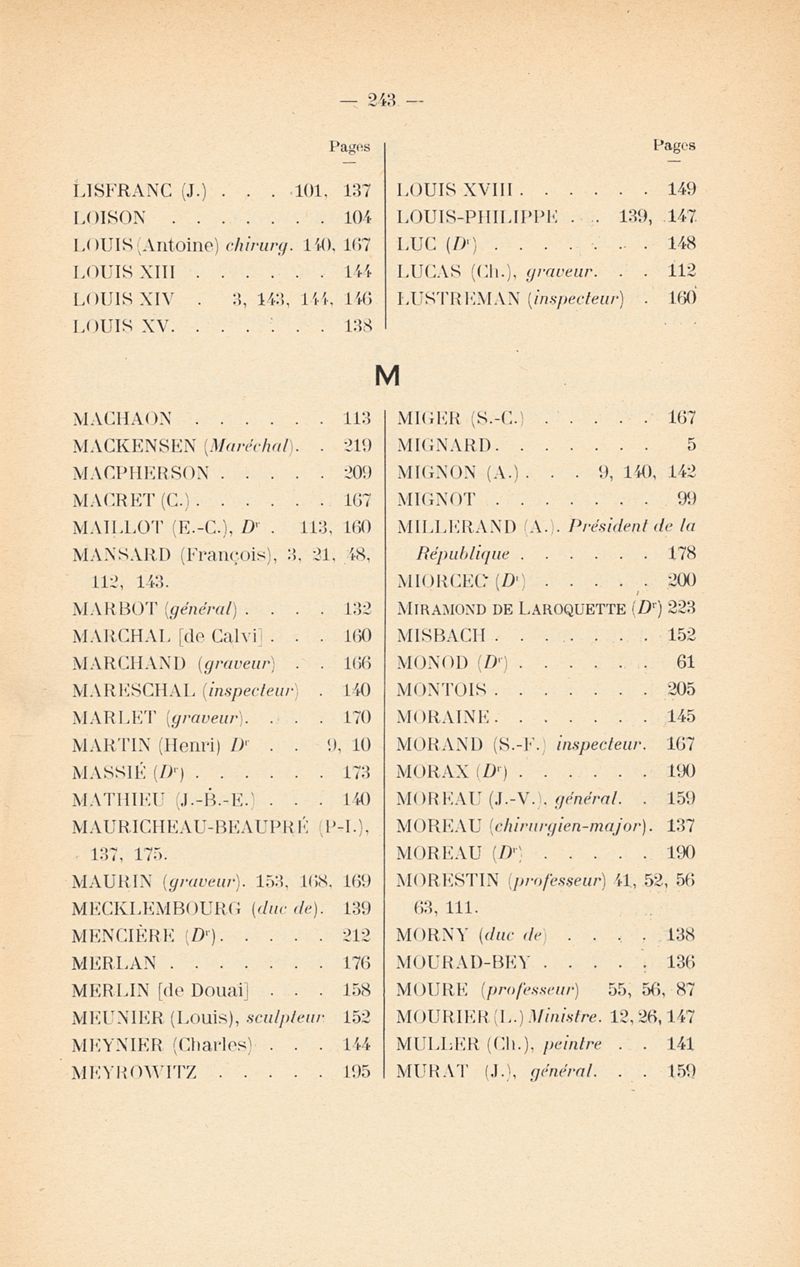 — 243 —
Pages
LISFRANC (J.) . . . 101, 137
LOISON . . . . . . . 104
LOUIS (Antoine) chirurg. 140, 167
LOUIS XIII . . . . . . 144
LOUIS XIV . 3, 143, 144, 146
LOUIS XV. . . . . . . 138
Pages
LOUIS XVIII . . . . . . 149
LOUIS-PHILIPPE . . 139, 147
LUC (Dr) . . . . . . . 148
LUCAS (Ch.), graveur. . . 112
LUSTREMAN (inspecteur) . 160
M
MACHAON . . . . . . 113
MACKENSEN (Maréchal). . 219
MACPHERSON . . . . . 209
MACRET (C.) . . . . . . 167
MAILLOT (E.-C.), Dr . 113, 160
MANSARD (François), 3, 21, 48,
112, 143.
MARBOT (général) . . . . 132
MARCHAL [de Calvi] . . . 160
MARCHAND (graveur) . . 166
MARESCHAL (inspecteur) . 140
MARLET (graveur). . . . 170
MARTIN (Henri) Dr . . 9, 10
MASSIÉ (Dr) . . . . . . 173
MATHIEU (J.-B.-E.) . . . 140
MAURICHEAU-BEAUPRÉ (P-I.),
137, 175.
MAURIN (graveur). 153, 168, 169
MECKLEMBOURG (duc de). 139
MENCIÈRE (Dr). . . . . 212
MERLAN . . . . . . . 176
MERLIN [de Douai] . . . 158
MEUNIER (Louis), sculpteur 152
MEYNIER (Charles) . . . 144
MEYROWITZ . . . . . 195
MIGER (S.-C.) . . . . . 167
MIGNARD. . . . . . . 5
MIGNON (A.) . . . 9, 140, 142
MIGNOT . . . . . . . 99
MILLERAND (A.). Président de la
République . . . . . . 178
MIORCEC (Dr) . . . . . 200
MIRAMOND DE LAROQUETTE (Dr) 223
MISBACH . . . . . . . 152
MONOD (Dr) . . . . . . 61
MONTOIS . . . . . . . 205
MORAINE. . . . . . . 145
MORAND (S.-F.) inspecteur. 167
MORAX (Dr) . . . . . . 190
MOREAU (J.-V.), général. . 159
MOREAU (chirurgien-major). 137
MOREAU (Dr) . . . . . 190
MORESTIN (professeur) 41, 52, 56
63, 111.
MORNY (duc de) . . . . 138
MOURAD-BEY . . . . . 136
MOURE (professeur) 55, 56, 87
MOURIER (L.) Ministre. 12, 26, 147
MULLER (Ch.), peintre . . 141
MURAT (J.), général. . . 159